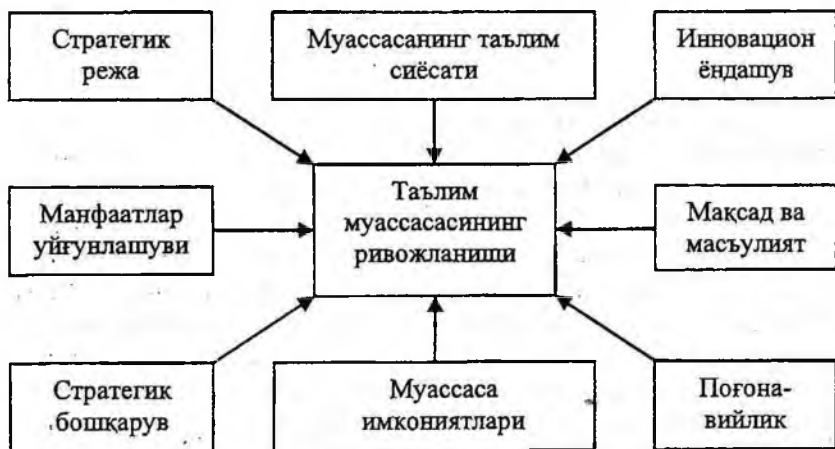 Стратегик
режа
Муассасанинг таълим
сиёсати
Инновацион
ёндашув
Манфаатлар
уйғунлашуви
Таълим
муассасасининг
ривожланиши
Мақсад ва
масъулият
Стратегик
бошқарув
Муассаса
имкониятлари
Поғона-
вийлик